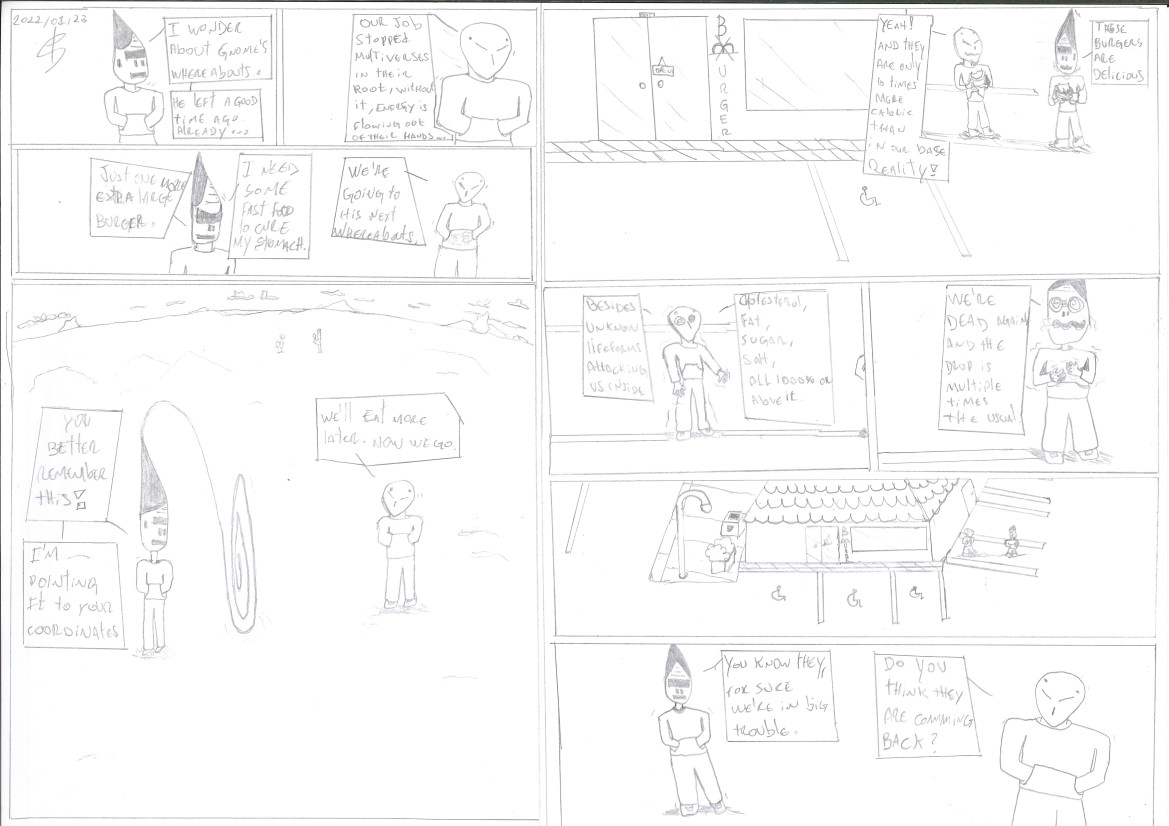 2022/01/23
I WONDER
ABOUT GNOME'S
WHEREABOUTS.
HE LEFT A GOOD
TIME AGO
ALREADY...
OUR JOB
STOPPED
MULTIVERSES
IN THEIR
ROOT, WITHOUT
IT, ENERGY IS
FLOWING OUT
OF THEIR HANDS...
JUST ONE MORE
EXTRA LARGE
BURGER.
I NEED
SOME
FAST FOOD
TO CURE
MY STOMACH.
WE'RE
GOING TO
HIS NEXT
WHEREABOUTS.
YOU
BETTER
REMEMBER
THIS!
I'M
POINTING
IT TO YOUR
COORDINATES
WE'LL EAT MORE
LATER. NOW WE GO.
B
URGER
YEAH!
AND THEY
ARE ONLY
10 TIMES
MORE
CALORIC
THAN
IN OUR BASE
REALITY!
THESE
BURGERS
ARE
DELICIOUS
BESIDES
UNKNOW
LIFEFORMS
ATTACKING
US INSIDE
CHOLESTEROL,
FAT,
SUGAR,
SALT,
ALL 1000% OR
ABOVE IT.
WE'RE
DEAD AGAIN
AND THE
DROP IS
MULTIPLE
TIMES
THE USUAL
YOU KNOW THEY,
FOR SURE
WE'RE IN BIG
TROUBLE.
DO YOU
THINK THEY
ARE COMMING
BACK?